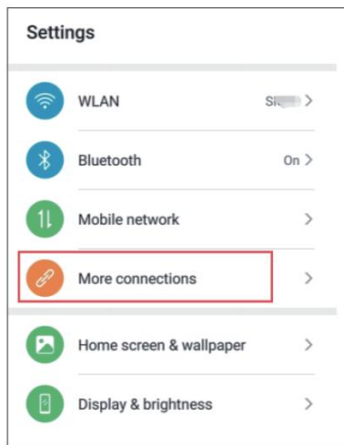 Settings
WLAN
Bluetooth On
Mobile network
More connections
Home screen & wallpaper
Display & brightness